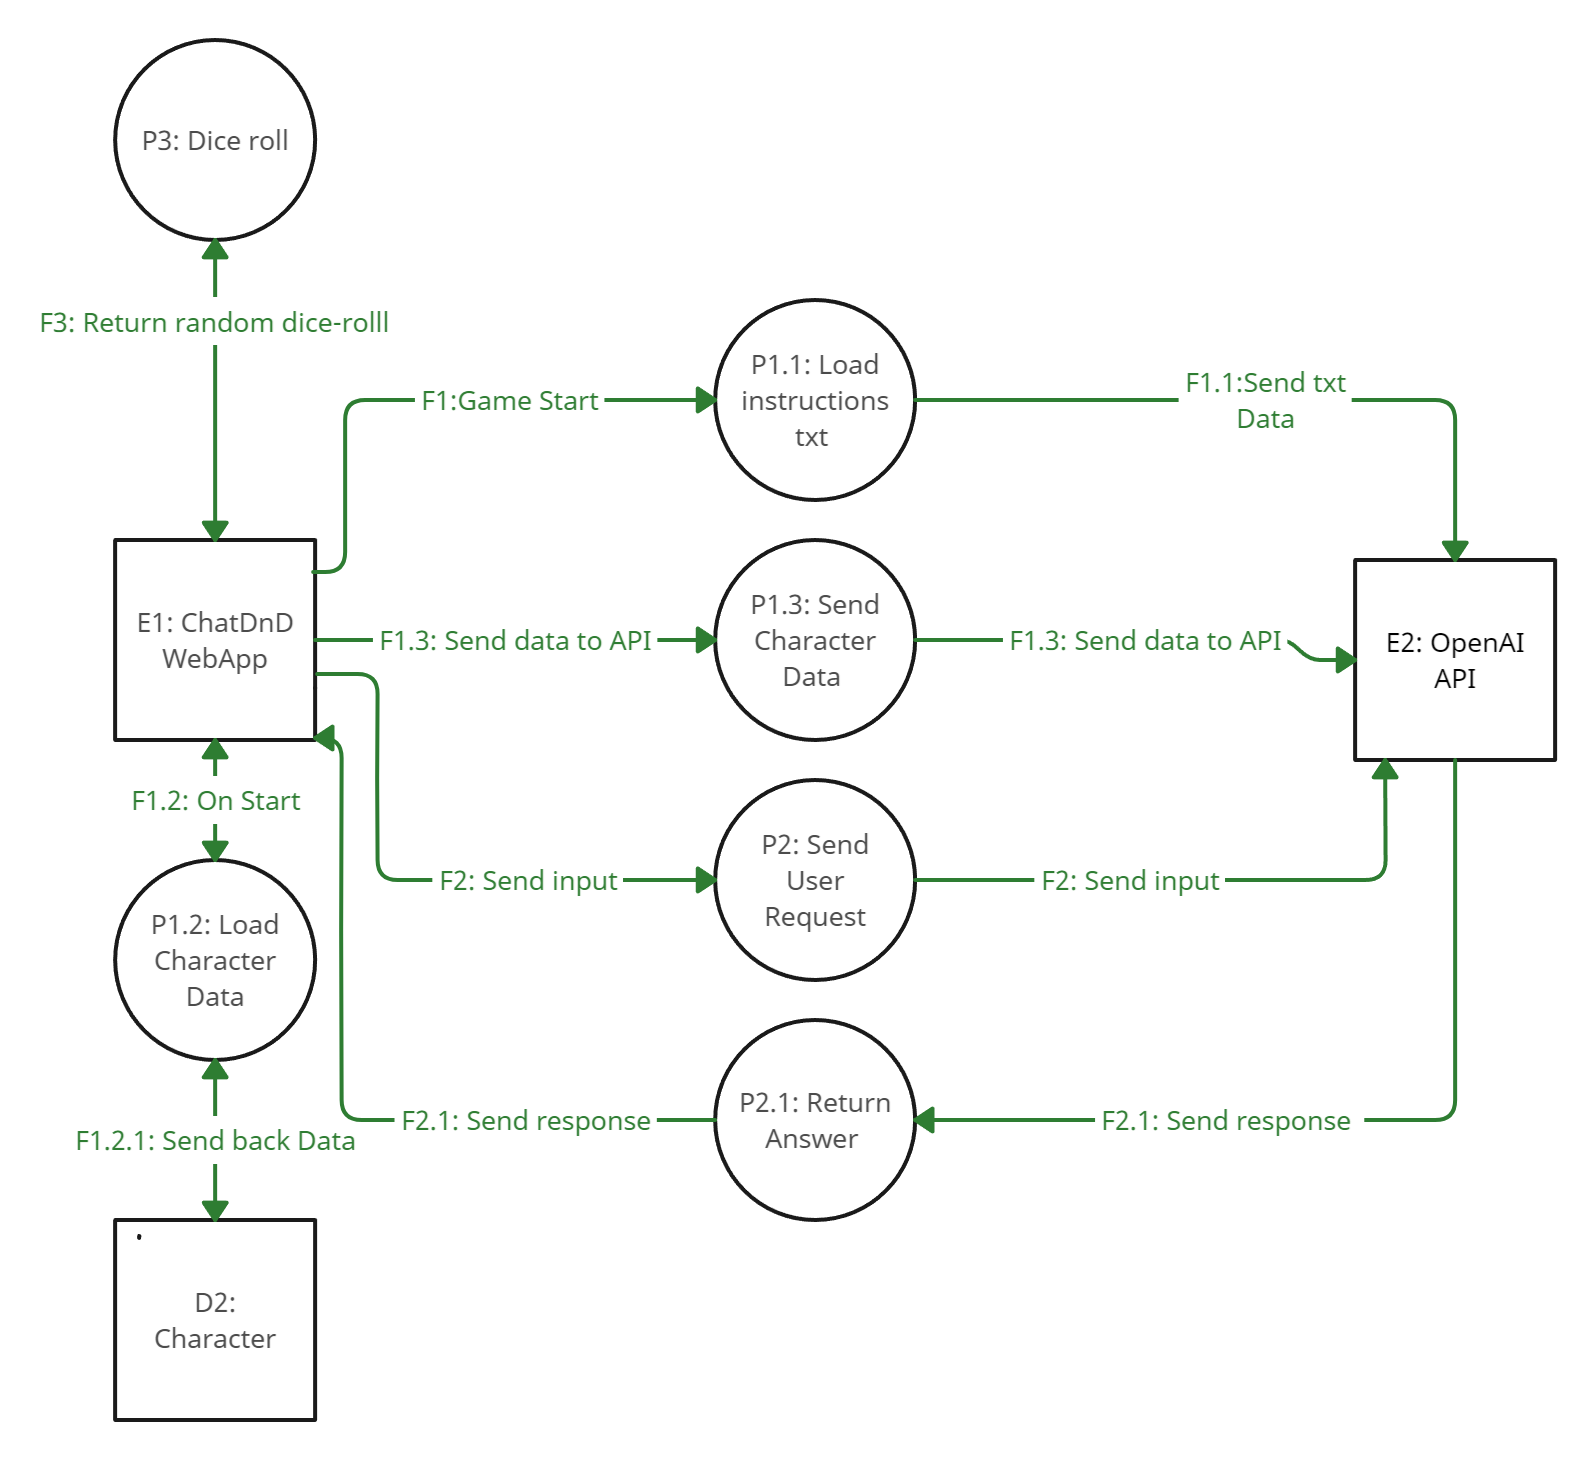 P3: Dice roll
F3: Return random dice-rolll
F1:Game Start
P1.1: Load
instructions
txt
F1.1:Send txt
Data
E1: ChatDnD
WebApp
F1.3: Send data to API
P1.3: Send
Character
Data
F1.3: Send data to API
E2: OpenAI
API
F1.2: On Start
F2: Send input
P2: Send
User
Request
F2: Send input
P1.2: Load
Character
Data
F2.1: Send response
P2.1: Return
Answer
F2.1: Send response
F1.2.1: Send back Data
D2:
Character